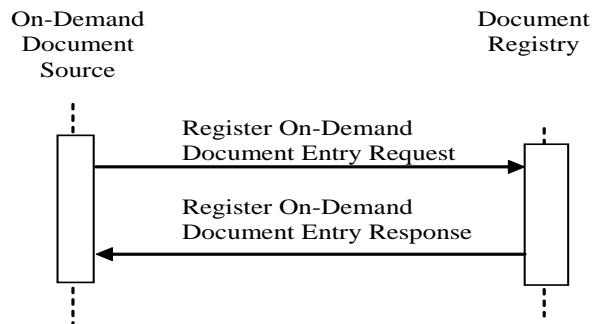 On-Demand
Document
Source
Document
Registry
Register On-Demand
Document Entry Request
Register On-Demand
Document Entry Response